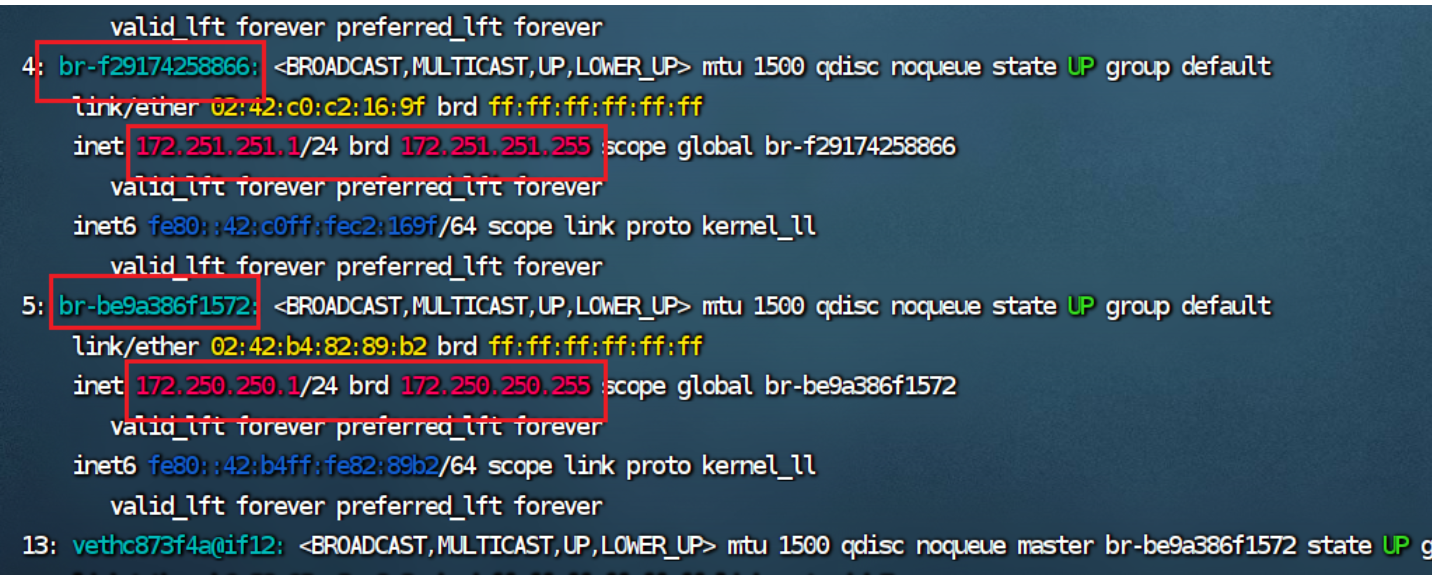 valid_lft forever preferred_lft forever
4: br-f29174258866: <BROADCAST,MULTICAST,UP,LOWER_UP> mtu 1500 qdisc noqueue state UP group default
link/ether 02:42:c0:c2:16:9f brd ff:ff:ff:ff:ff:ff
inet 172.251.251.1/24 brd 172.251.251.255 scope global br-f29174258866
valid_lft forever preferred_lft forever
inet6 fe80::42:c0ff:fec2:169f/64 scope link proto kernel_ll
valid_lft forever preferred_lft forever
5: br-be9a386f1572: <BROADCAST,MULTICAST,UP,LOWER_UP> mtu 1500 qdisc noqueue state UP group default
link/ether 02:42:b4:82:89:b2 brd ff:ff:ff:ff:ff:ff
inet 172.250.250.1/24 brd 172.250.250.255 scope global br-be9a386f1572
valid_lft forever preferred_lft forever
inet6 fe80::42:b4ff:fe82:89b2/64 scope link proto kernel_ll
valid_lft forever preferred_lft forever
13: vethc873f4a@if12: <BROADCAST,MULTICAST,UP,LOWER_UP> mtu 1500 qdisc noqueue master br-be9a386f1572 state UP g